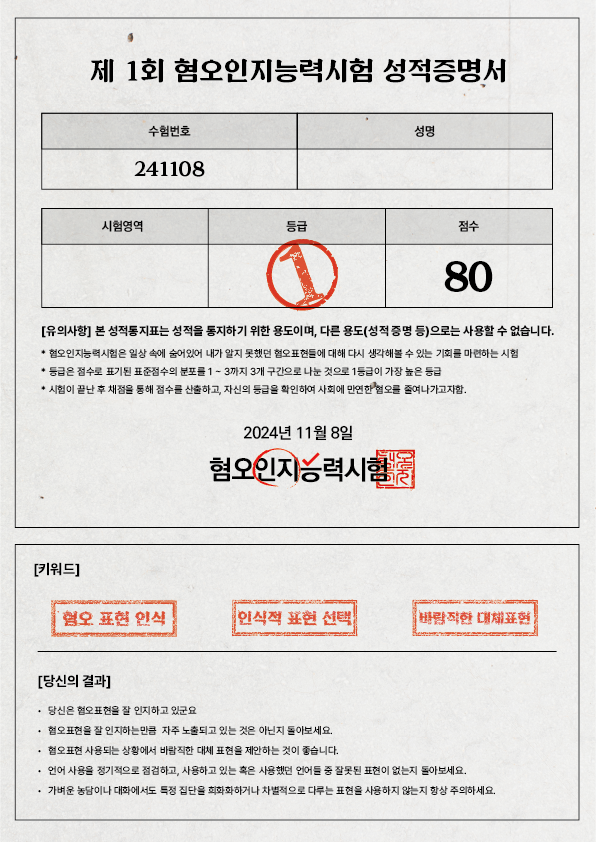 제 1회 혐오인지능력시험 성적증명서
수험번호 성명
241108
시험영역 등급 점수
1 80
[유의사항] 본 성적통지표는 성적을 통지하기 위한 용도이며, 다른 용도(성적 증명 등)으로는 사용할 수 없습니다.
* 혐오인지능력시험은 일상 속에 숨어있어 내가 알지 못했던 혐오표현들에 대해 다시 생각해볼 수 있는 기회를 마련하는 시험
* 등급은 점수로 표기된 표준점수의 분포를 1 ~ 3까지 3개 구간으로 나눈 것으로 1등급이 가장 높은 등급
* 시험이 끝난 후 채점을 통해 점수를 산출하고, 자신의 등급을 확인하여 사회에 만연한 혐오를 줄여나가고자함.
2024년 11월 8일
혐오인지능력시험
[키워드]
혐오 표현 인식 인식적 표현 선택 바람직한 대체표현
[당신의 결과]
• 당신은 혐오표현을 잘 인지하고 있군요
• 혐오표현을 잘 인지하는만큼 자주 노출되고 있는 것은 아닌지 돌아보세요.
• 혐오표현 사용되는 상황에서 바람직한 대체 표현을 제안하는 것이 좋습니다.
• 언어 사용을 정기적으로 점검하고, 사용하고 있는 혹은 사용했던 언어들 중 잘못된 표현이 없는지 돌아보세요.
• 가벼운 농담이나 대화에서도 특정 집단을 희화화하거나 차별적으로 다루는 표현을 사용하지 않는지 항상 주의하세요.